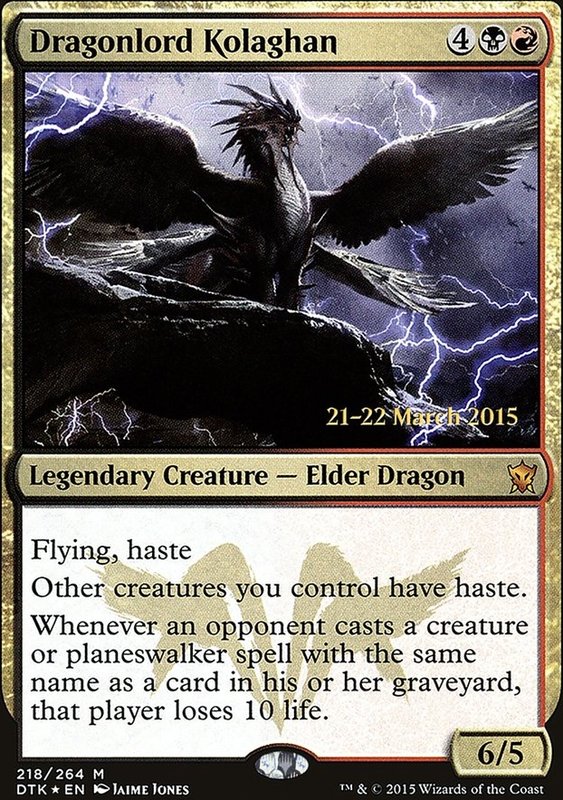 Dragonlord Kolaghan 4
21–22 March 2015
Legendary Creature — Elder Dragon
Flying, haste
Other creatures you control have haste.
Whenever an opponent casts a creature
or planeswalker spell with the same
name as a card in his or her graveyard,
that player loses 10 life.
6/5
218/264 M
DTK ★ EN Jaime Jones
™ & © 2015 Wizards of the Coast